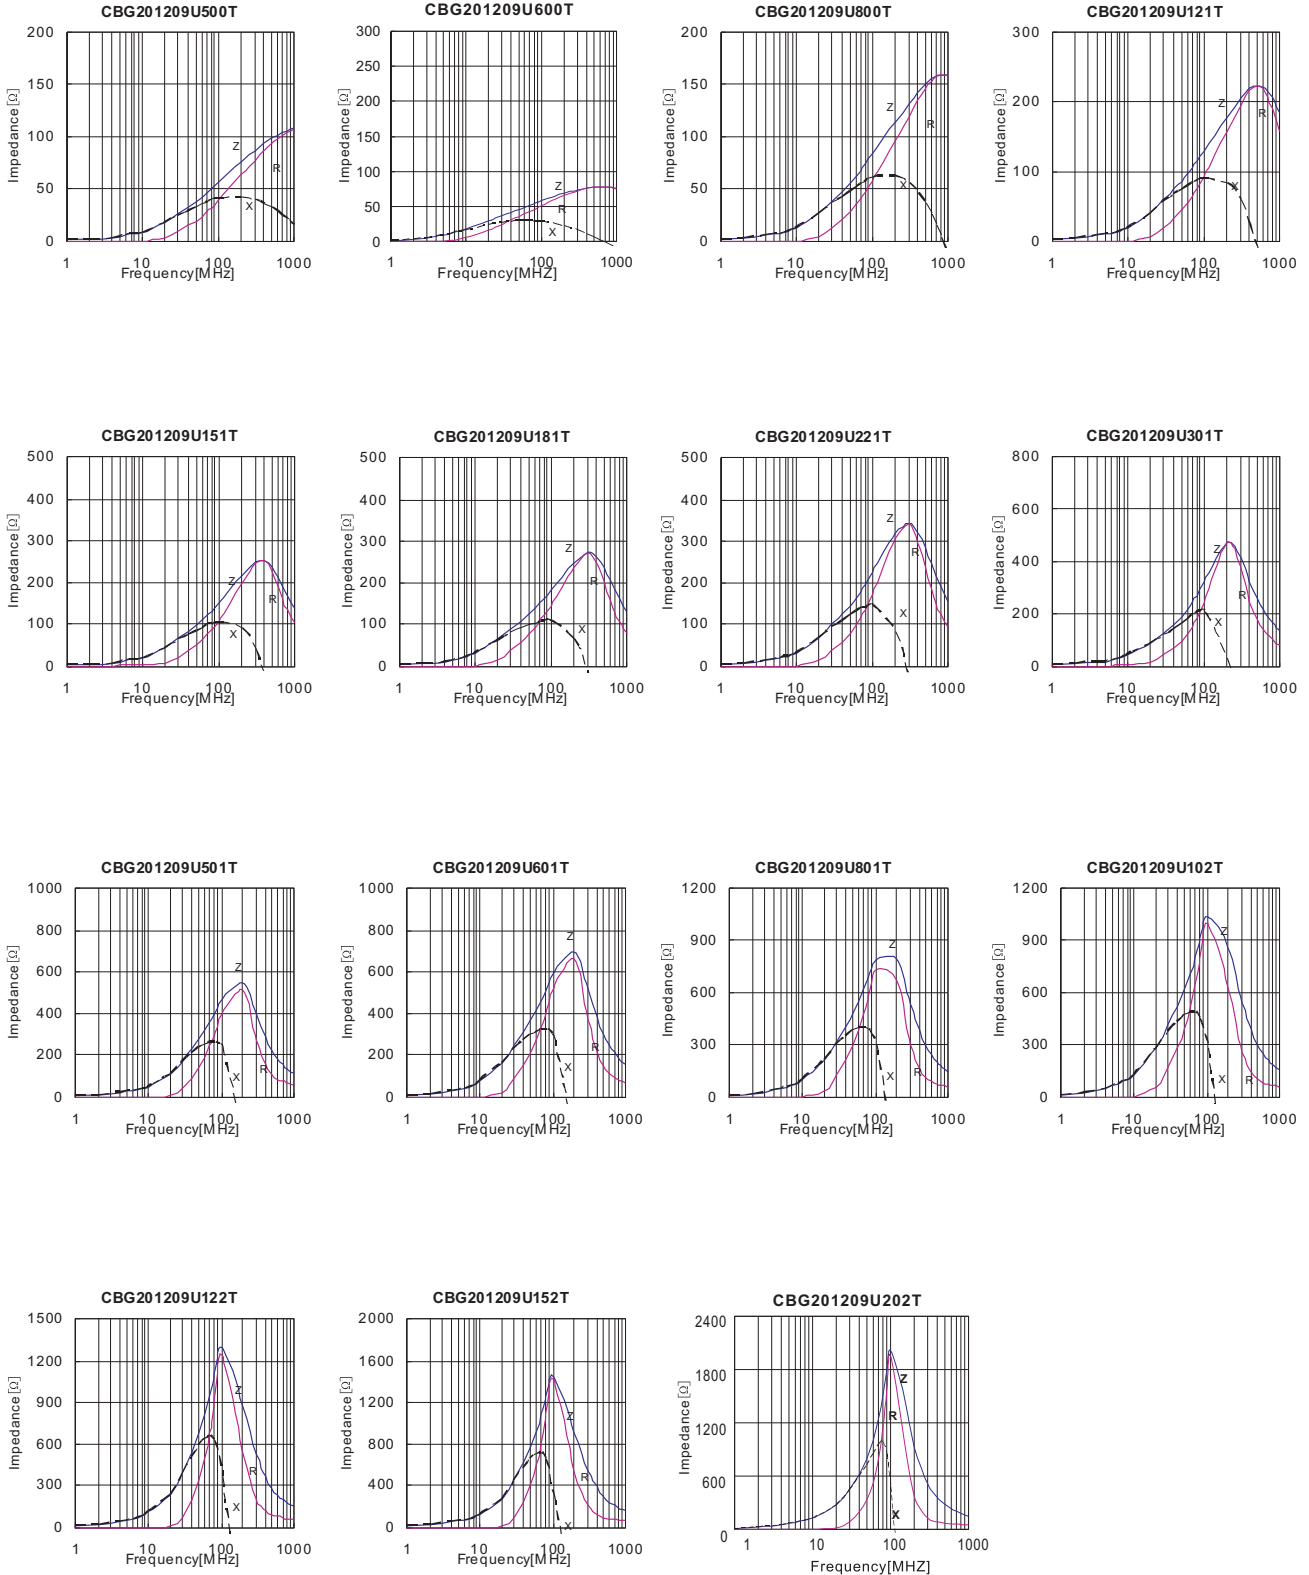 CBG201209U500T
200
150
100
50
0
Impedance[Ω]
Z
R
X
1 10 100 1000
Frequency[MHz]
CBG201209U600T
300
250
200
150
100
50
0
Impedance[Ω]
Z
R
X
1 10 100 1000
Frequency[MHZ]
CBG201209U800T
200
150
100
50
0
Impedance[Ω]
Z
R
X
1 10 100 1000
Frequency[MHz]
CBG201209U121T
300
200
100
0
Impedance[Ω]
Z
R
X
1 10 100 1000
Frequency[MHz]
CBG201209U151T
500
400
300
200
100
0
Impedance[Ω]
Z
R
X
1 10 100 1000
Frequency[MHz]
CBG201209U181T
500
400
300
200
100
0
Impedance[Ω]
Z
R
X
1 10 100 1000
Frequency[MHz]
CBG201209U221T
500
400
300
200
100
0
Impedance[Ω]
Z
R
X
1 10 100 1000
Frequency[MHz]
CBG201209U301T
800
600
400
200
0
Impedance[Ω]
Z
R
X
1 10 100 1000
Frequency[MHz]
CBG201209U501T
1000
800
600
400
200
0
Impedance[Ω]
Z
R
X
1 10 100 1000
Frequency[MHz]
CBG201209U601T
1000
800
600
400
200
0
Impedance[Ω]
Z
R
X
1 10 100 1000
Frequency[MHz]
CBG201209U801T
1200
900
600
300
0
Impedance[Ω]
Z
R
X
1 10 100 1000
Frequency[MHz]
CBG201209U102T
1200
900
600
300
0
Impedance[Ω]
Z
R
X
1 10 100 1000
Frequency[MHz]
CBG201209U122T
1500
1200
900
600
300
0
Impedance[Ω]
Z
R
X
1 10 100 1000
Frequency[MHz]
CBG201209U152T
2000
1600
1200
800
400
0
Impedance[Ω]
Z
R
X
1 10 100 1000
Frequency[MHz]
CBG201209U202T
2400
1800
1200
600
0
Impedance[Ω]
Z
R
X
1 10 100 1000
Frequency[MHZ]